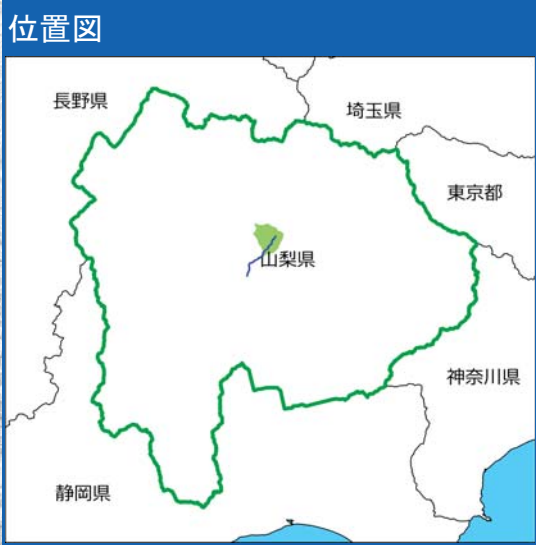 位置図
長野県
埼玉県
東京都
山梨県
神奈川県
静岡県